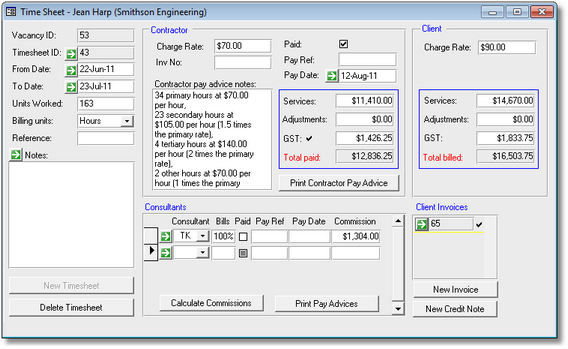 Time Sheet - Jean Harp (Smithson Engineering)
Vacancy ID: 53
Timesheet ID: 43
From Date: 22-Jun-11
To Date: 23-Jul-11
Units Worked: 163
Billing units: Hours
Reference:
Notes:
New Timesheet
Delete Timesheet
Contractor
Charge Rate: $70.00
Inv No:
Paid:
Pay Ref:
Pay Date: 12-Aug-11
Contractor pay advice notes:
34 primary hours at $70.00
per hour,
23 secondary hours at
$105.00 per hour (1.5 times
the primary rate),
4 tertiary hours at $140.00
per hour (2 times the primary
rate),
2 other hours at $70.00 per
hour (1 times the primary
Services: $11,410.00
Adjustments: $0.00
GST: $1,426.25
Total paid: $12,836.25
Print Contractor Pay Advice
Client
Charge Rate: $90.00
Services: $14,670.00
Adjustments: $0.00
GST: $1,833.75
Total billed: $16,503.75
Consultants
Consultant Bills Paid Pay Ref Pay Date Commission
TK 100% $1,304.00
Calculate Commissions
Print Pay Advices
Client Invoices
65
New Invoice
New Credit Note